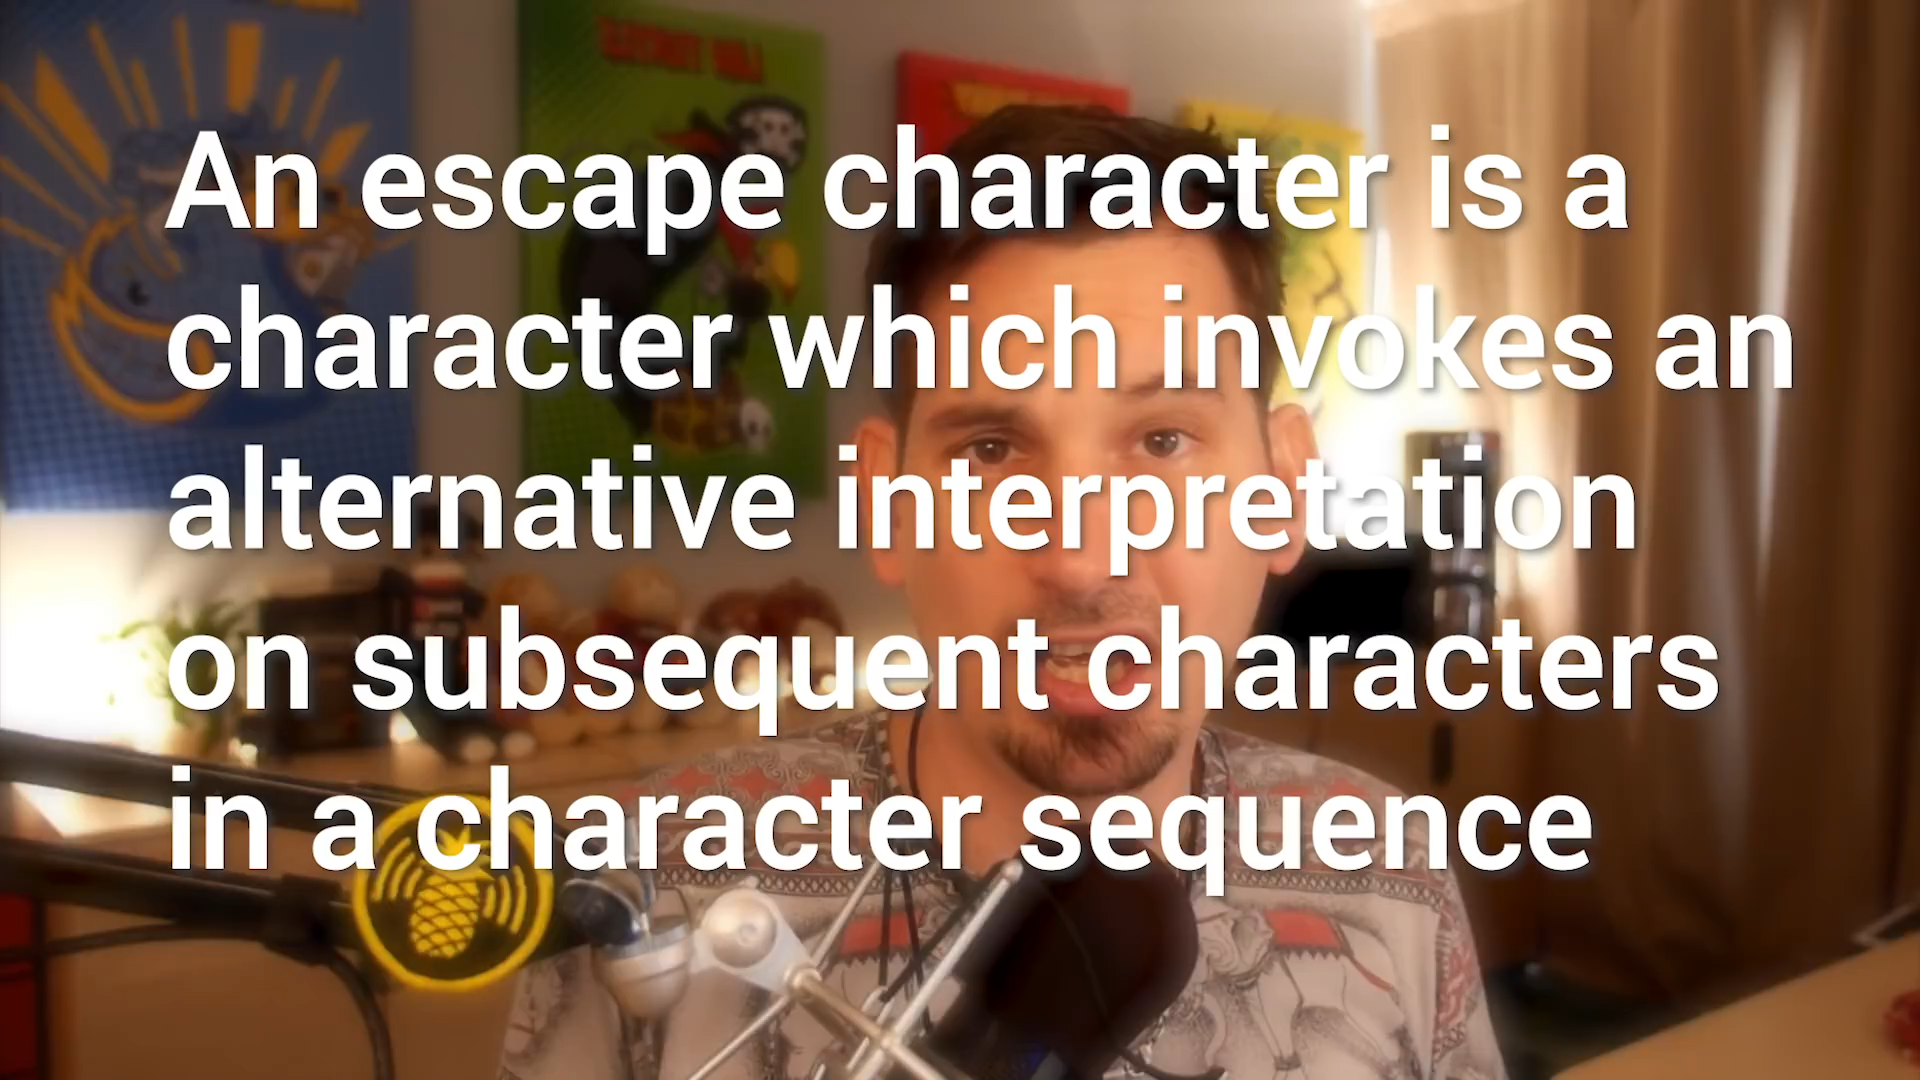 An escape character is a
character which invokes an
alternative interpretation
on subsequent characters
in a character sequence